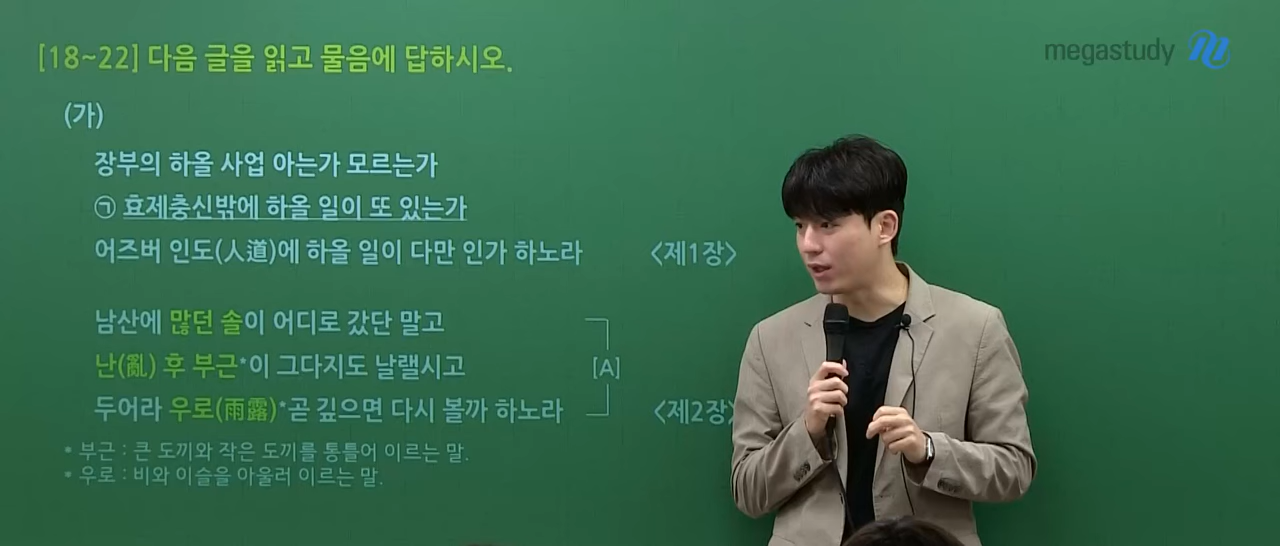 [18~22] 다음 글을 읽고 물음에 답하시오.
megastudy
(가)
장부의 하올 사업 아는가 모르는가
㉠ 효제충신밖에 하올 일이 또 있는가
어즈버 인도(人道)에 하올 일이 다만 인가 하노라 <제1장>
남산에 많던 솔이 어디로 갔단 말고
난(亂) 후 부근*이 그다지도 날랠시고 [A]
두어라 우로(雨露)*곧 깊으면 다시 볼까 하노라 <제2장>
* 부근 : 큰 도끼와 작은 도끼를 통틀어 이르는 말.
* 우로 : 비와 이슬을 아울러 이르는 말.